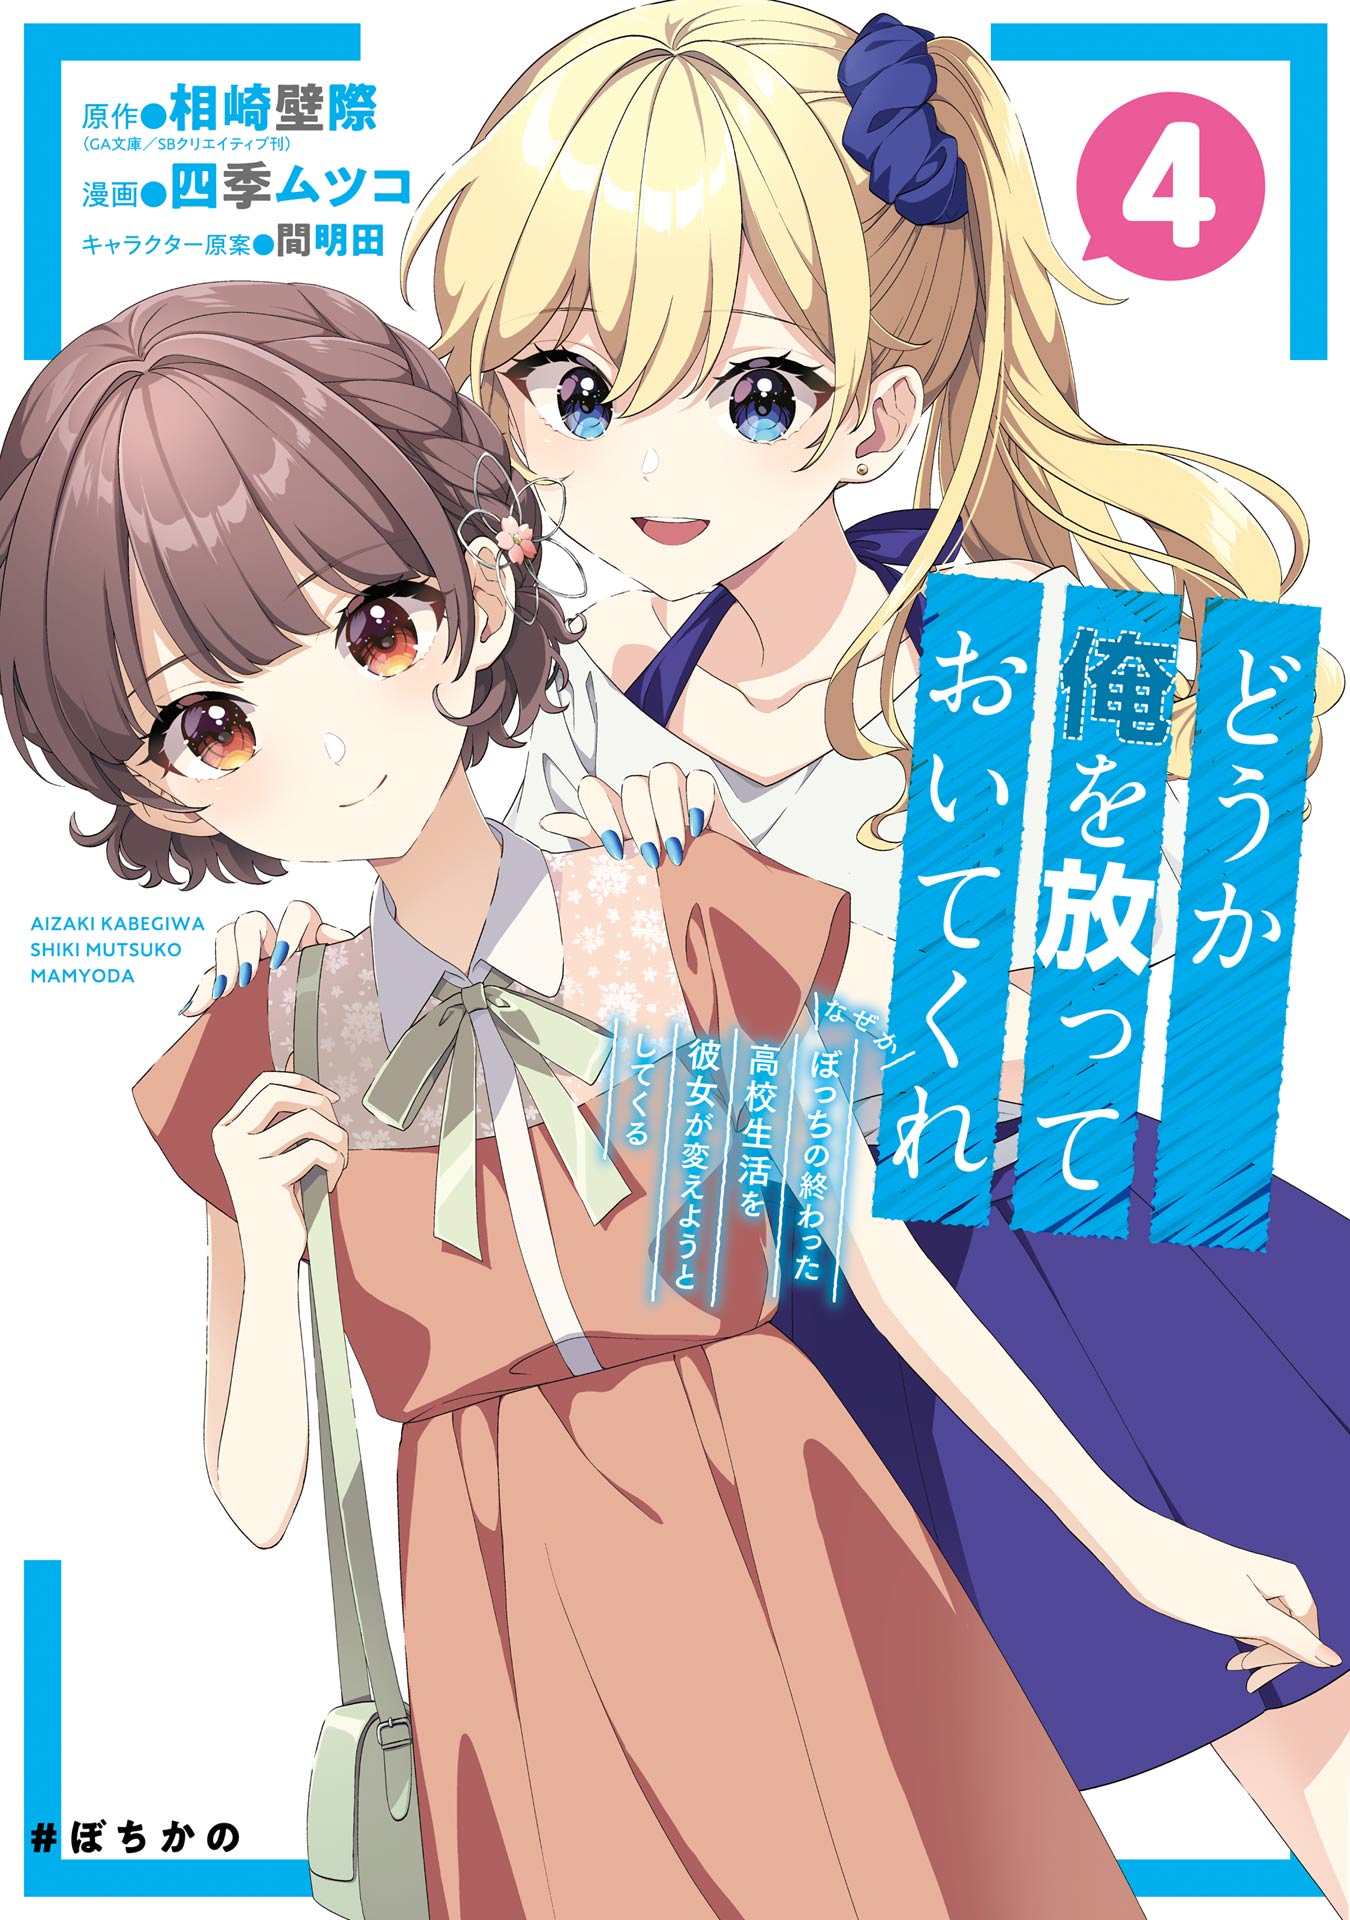 原作●相崎壁際
（GA文庫／SBクリエイティブ刊）
漫画●四季ムツコ
キャラクター原案●間明田
4
どうか
俺を放って
おいてくれ
なぜか
ぼっちの終わった
高校生活を
彼女が変えようと
してくる
AIZAKI KABEGIWA
SHIKI MUTSUKO
MAMYODA
#ぼちかの